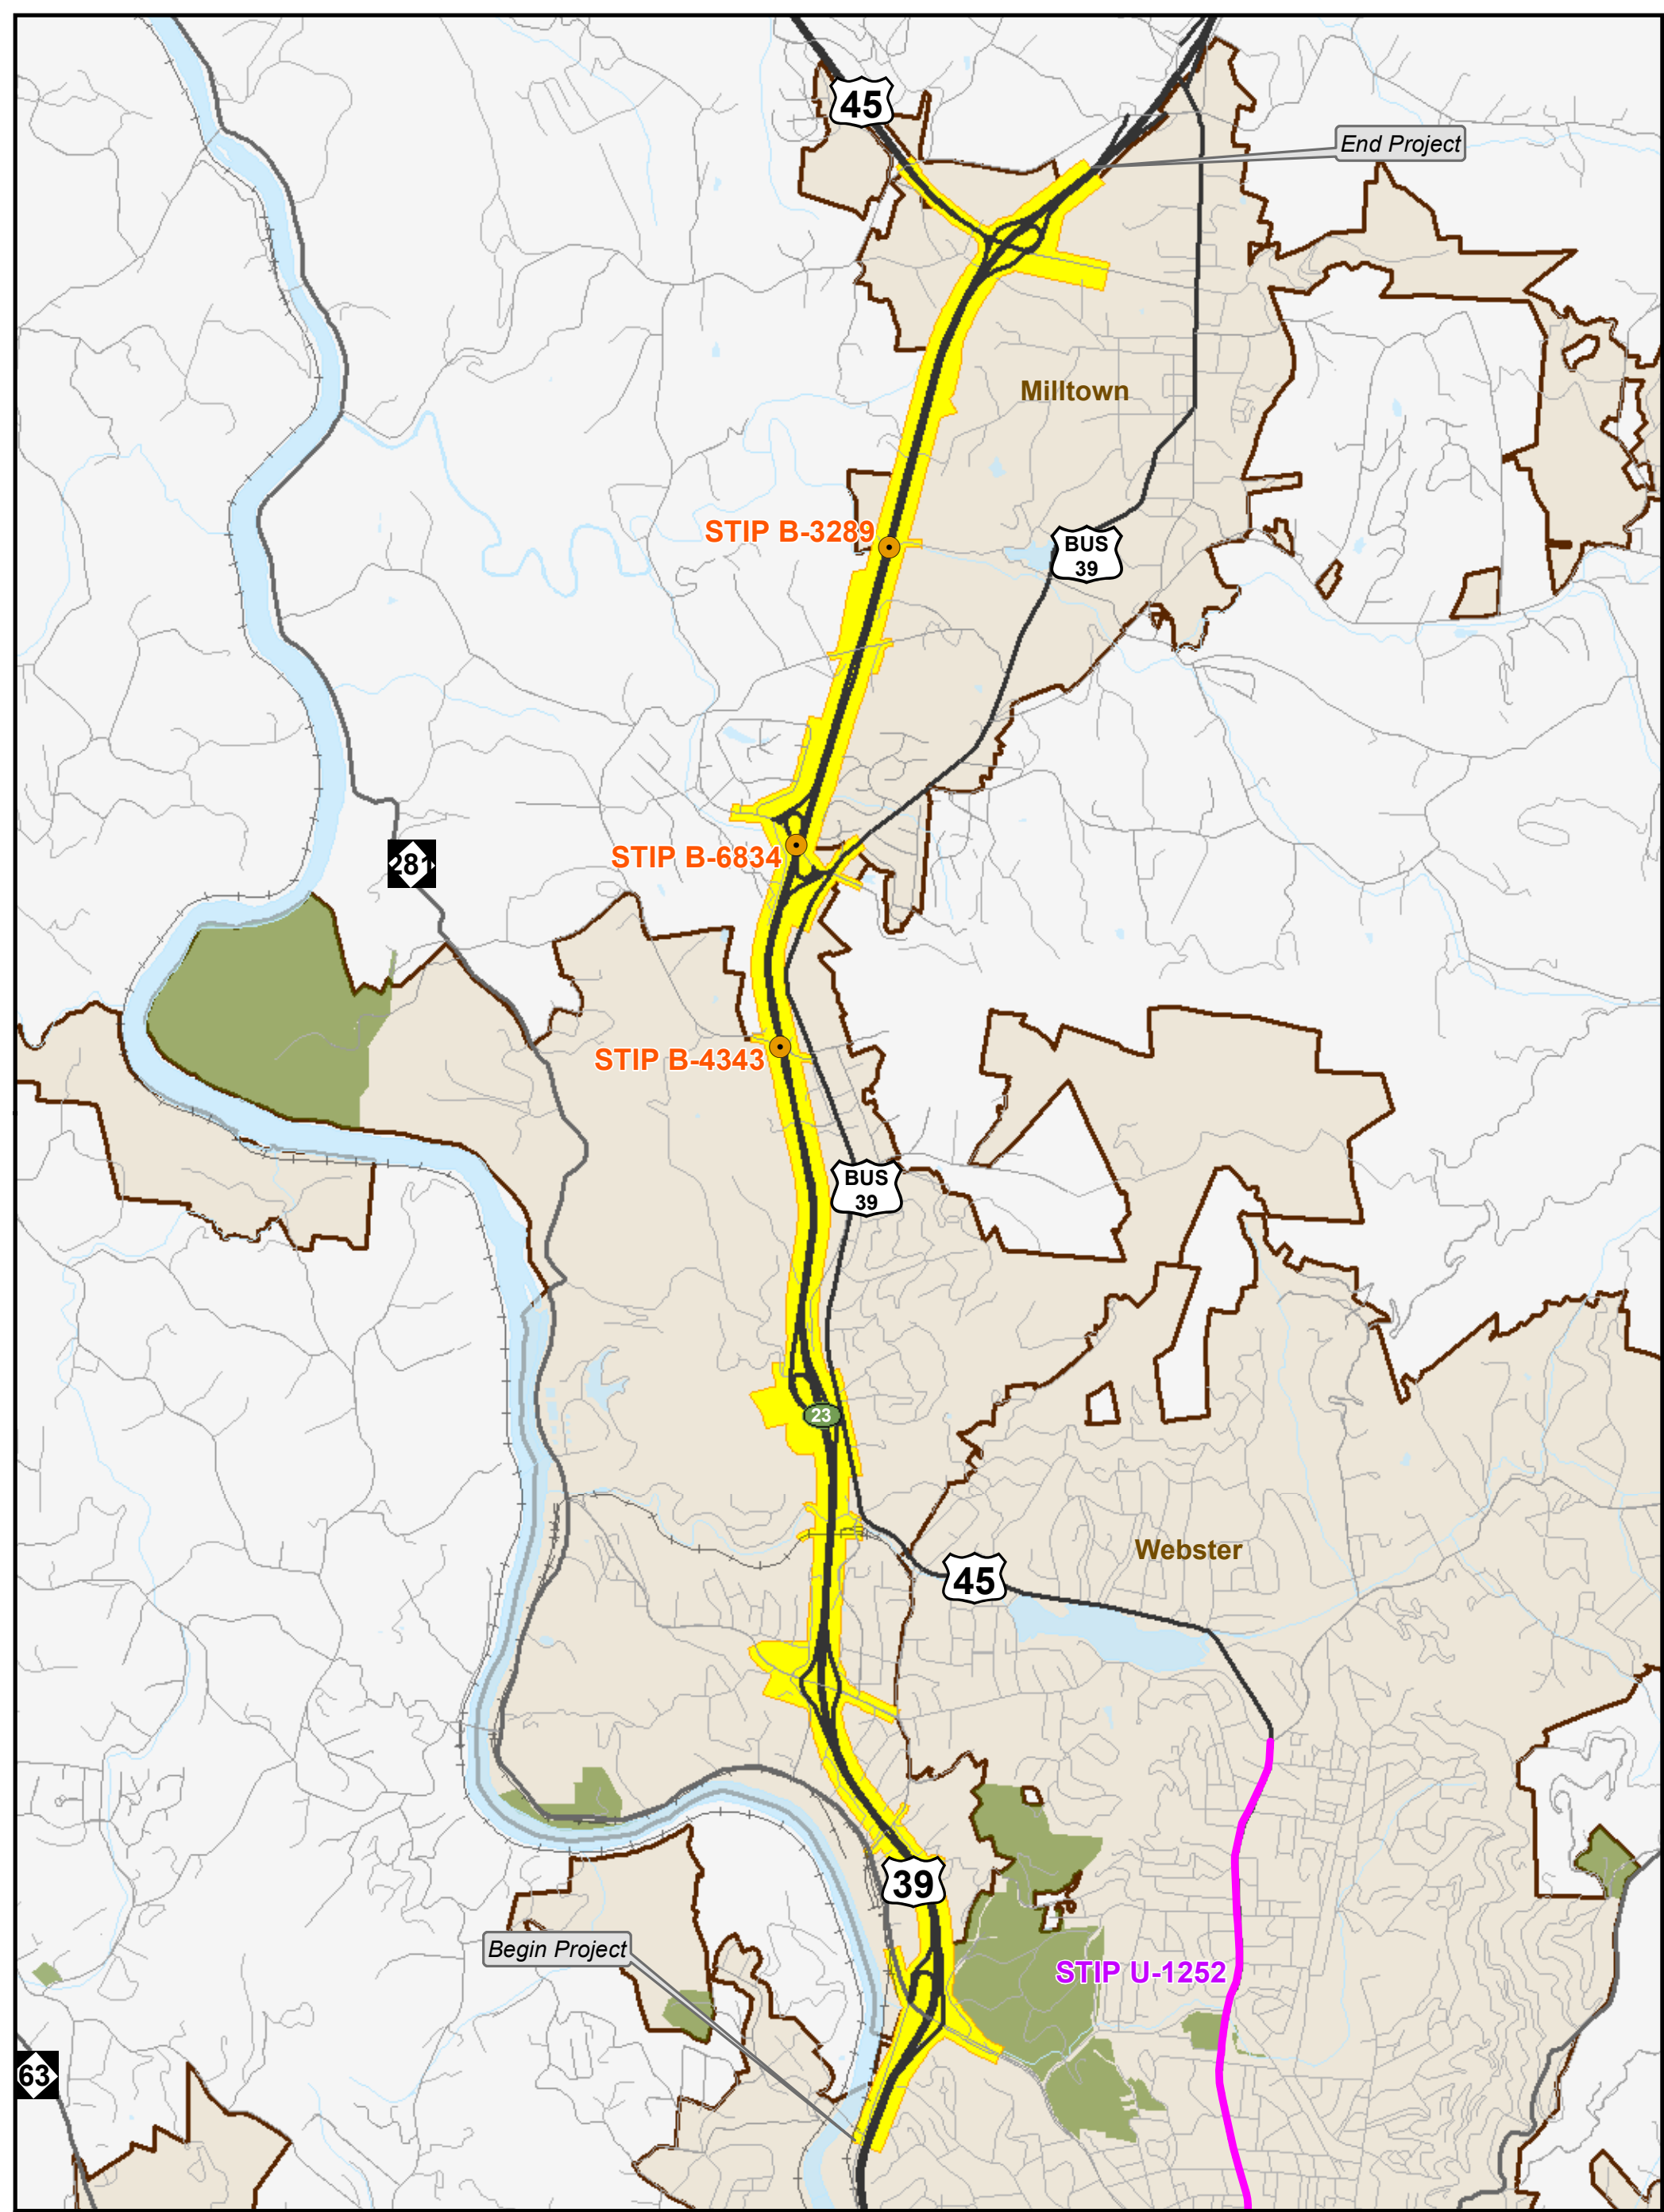 45
End Project
Milltown
STIP B-3289
BUS
39
281
STIP B-6834
STIP B-4343
BUS
39
23
Webster
45
39
Begin Project
STIP U-1252
63